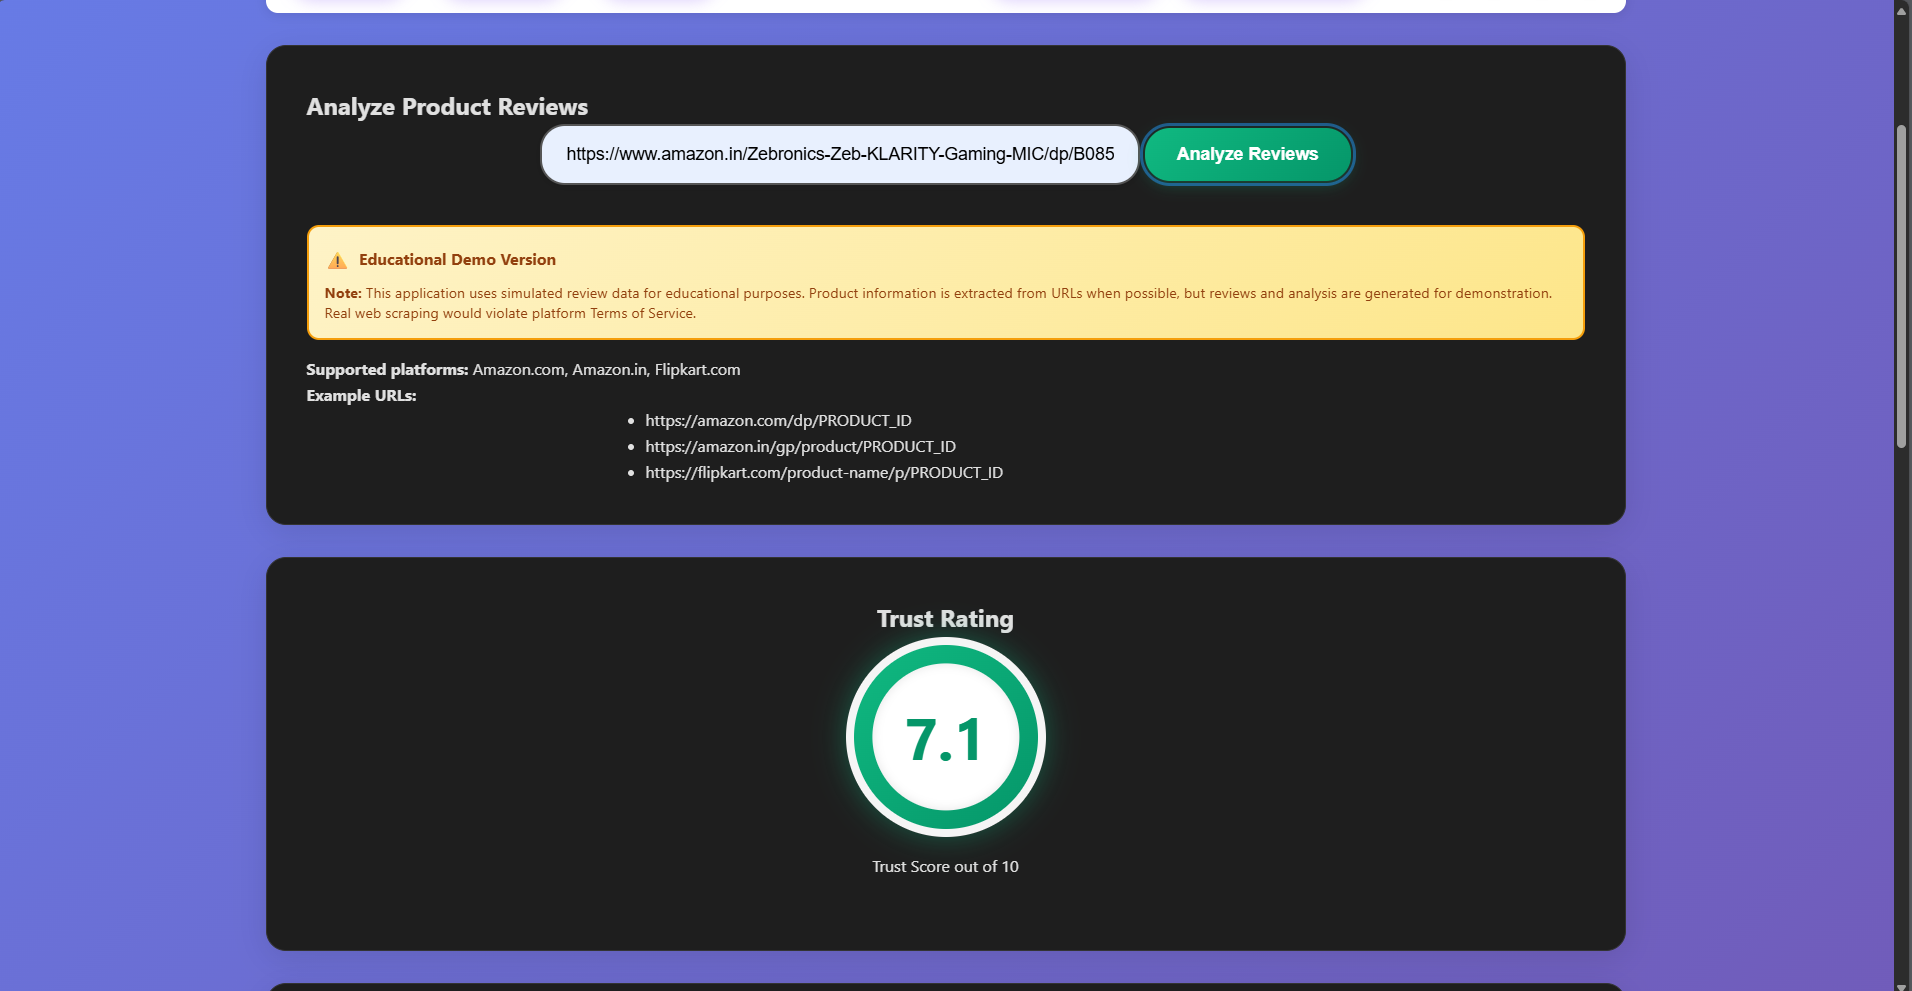 Analyze Product Reviews
https://www.amazon.in/Zebronics-Zeb-KLARITY-Gaming-MIC/dp/B085
Analyze Reviews
Educational Demo Version
Note: This application uses simulated review data for educational purposes. Product information is extracted from URLs when possible, but reviews and analysis are generated for demonstration.
Real web scraping would violate platform Terms of Service.
Supported platforms: Amazon.com, Amazon.in, Flipkart.com
Example URLs:
• https://amazon.com/dp/PRODUCT_ID
• https://amazon.in/gp/product/PRODUCT_ID
• https://flipkart.com/product-name/p/PRODUCT_ID
Trust Rating
7.1
Trust Score out of 10